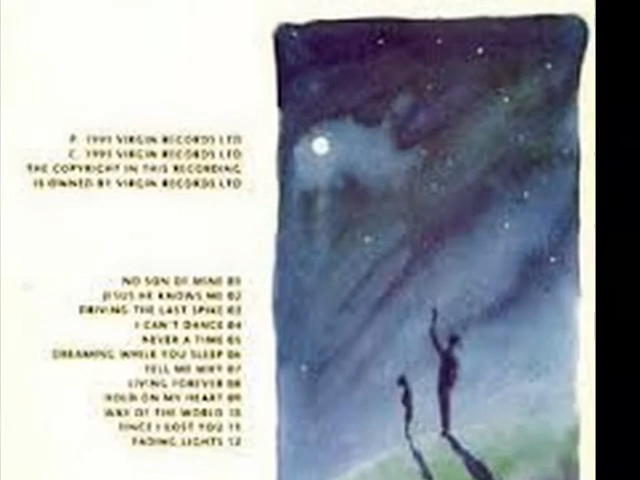 P. 1991 VIRGIN RECORDS LTD
C. 1991 VIRGIN RECORDS LTD
THE COPYRIGHT IN THIS RECORDING
IS OWNED BY VIRGIN RECORDS LTD
NO SON OF MINE 01
JESUS HE KNOWS ME 02
DRIVING THE LAST SPIKE 03
I CAN'T DANCE 04
NEVER A TIME 05
DREAMING WHILE YOU SLEEP 06
TELL ME WHY 07
LIVING FOREVER 08
HOLD ON MY HEART 09
WAY OF THE WORLD 10
SINCE I LOST YOU 11
FADING LIGHTS 12